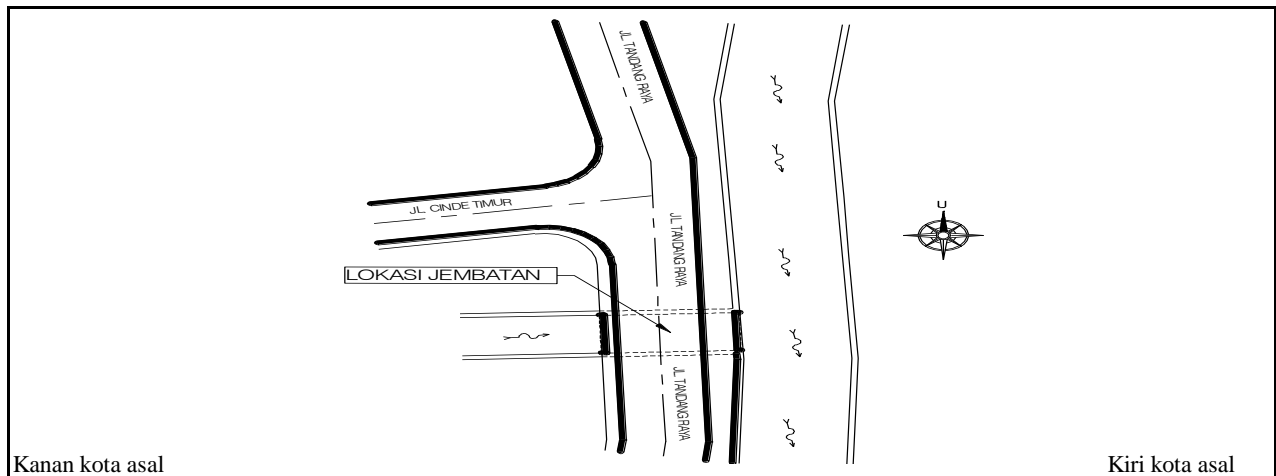 JL TANDANG RAYA
JL CINDE TIMUR
JL TANDANG RAYA
U
LOKASI JEMBATAN
JL TANDANG RAYA
Kanan kota asal
Kiri kota asal